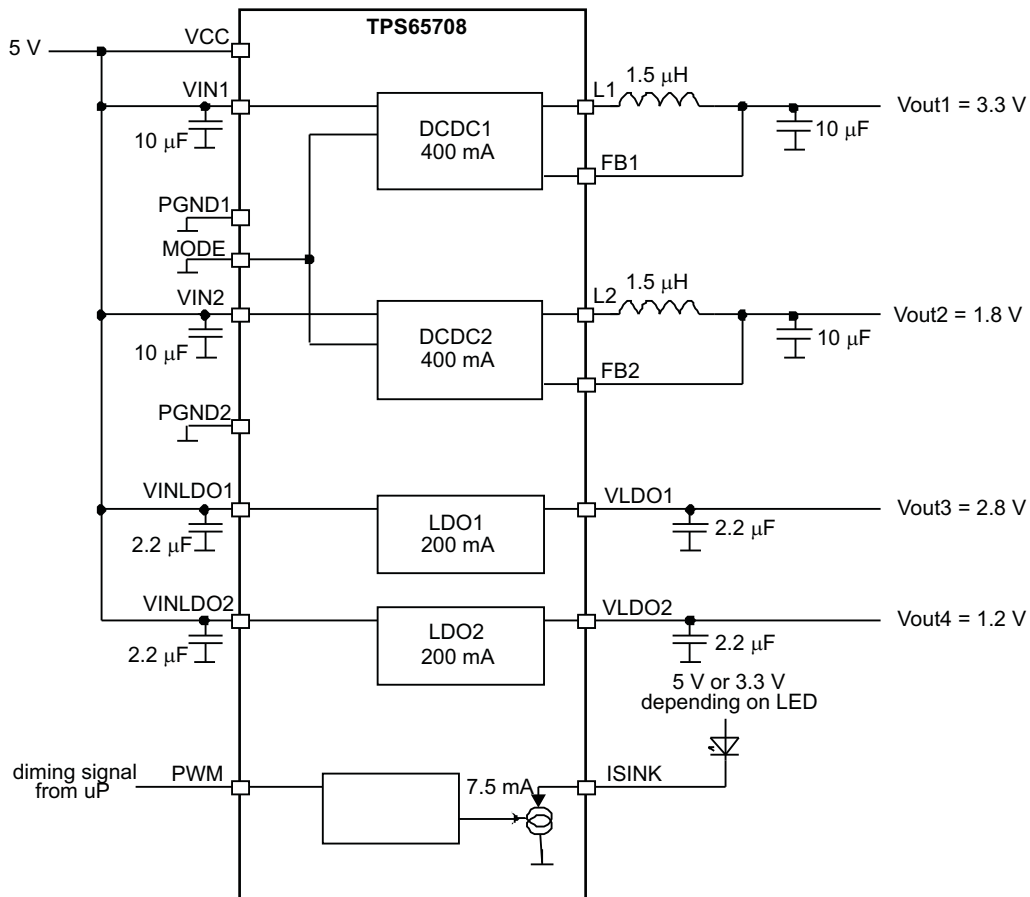 TPS65708
5 V
VCC
VIN1
10 μF
DCDC1
400 mA
L1
1.5 μH
10 μF
Vout1 = 3.3 V
FB1
PGND1
MODE
VIN2
10 μF
DCDC2
400 mA
L2
1.5 μH
10 μF
Vout2 = 1.8 V
FB2
PGND2
VINLDO1
2.2 μF
LDO1
200 mA
VLDO1
2.2 μF
Vout3 = 2.8 V
VINLDO2
2.2 μF
LDO2
200 mA
VLDO2
2.2 μF
Vout4 = 1.2 V
5 V or 3.3 V
depending on LED
diming signal
from uP
PWM
7.5 mA
ISINK